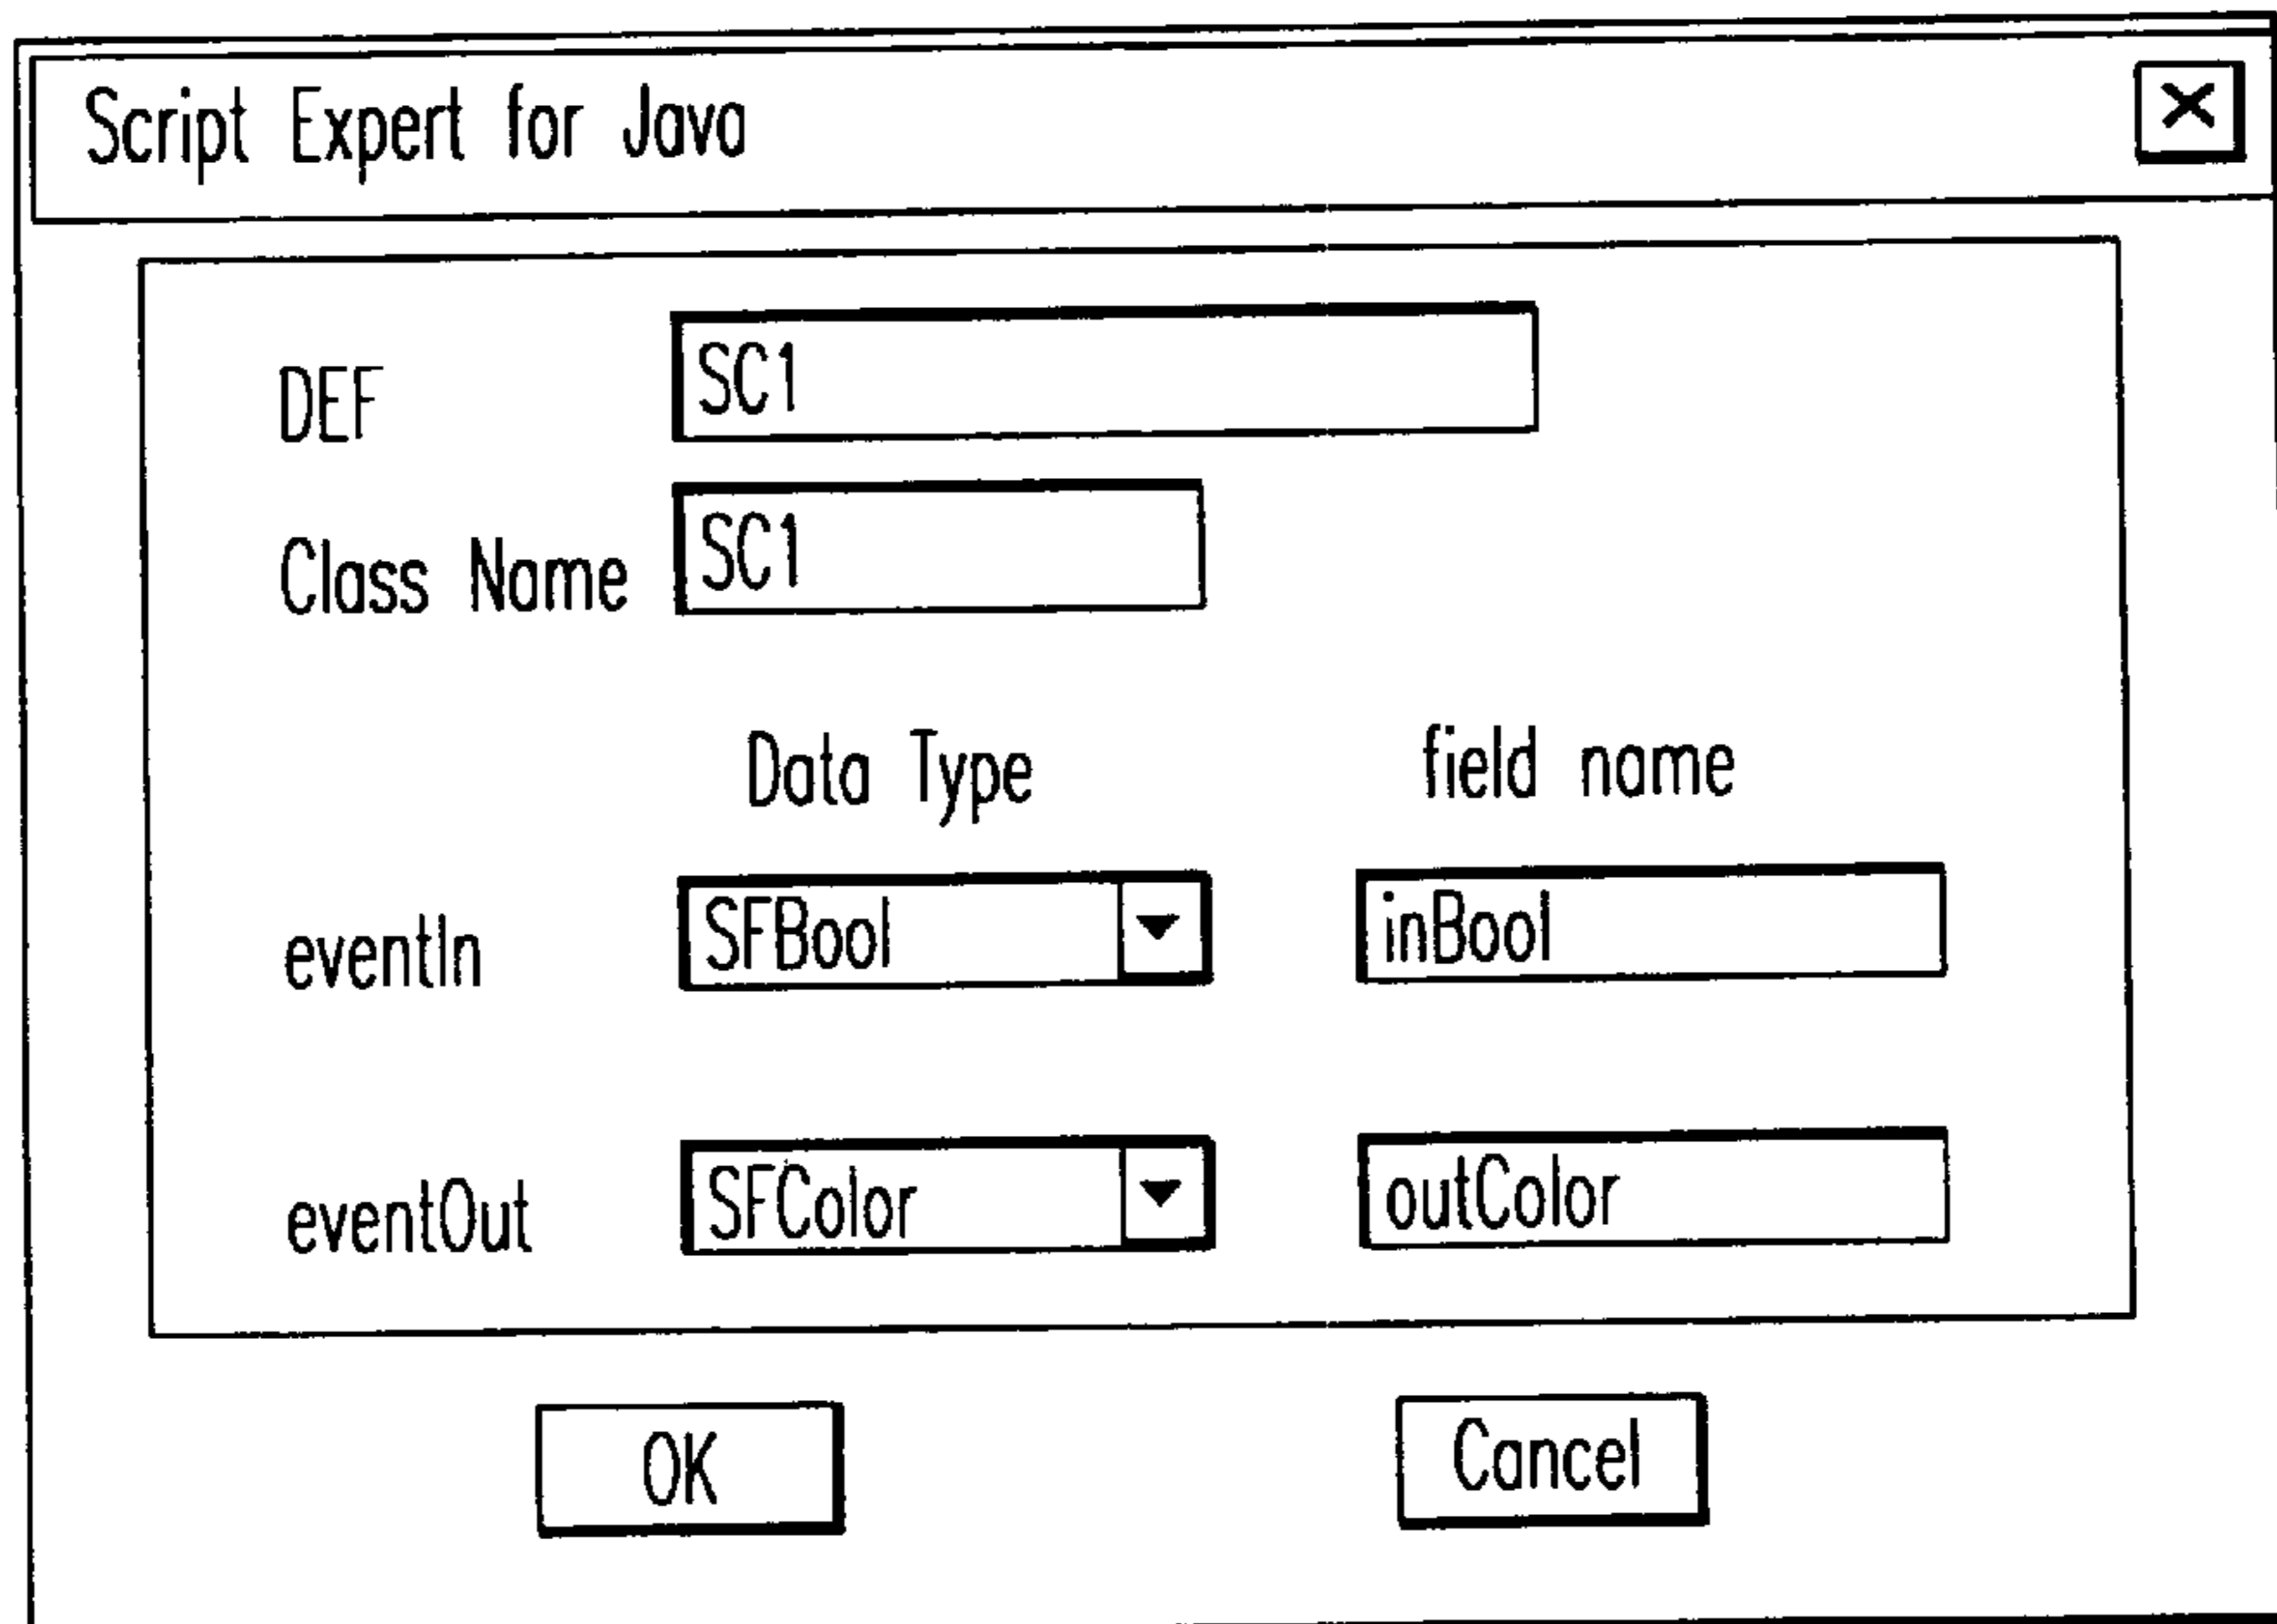 Script Expert for Java
DEF SC1
Class Name SC1
Data Type field name
eventIn SFBool inBool
eventOut SFColor outColor
OK Cancel